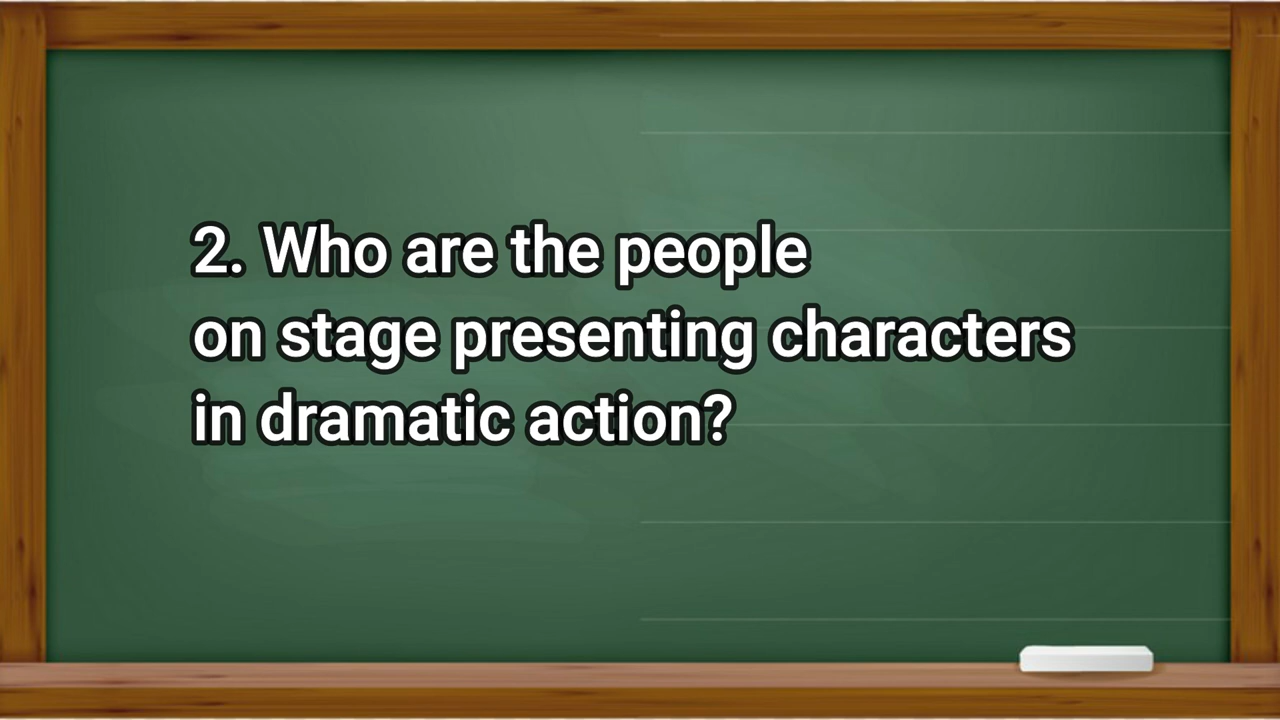 2. Who are the people
on stage presenting characters
in dramatic action?